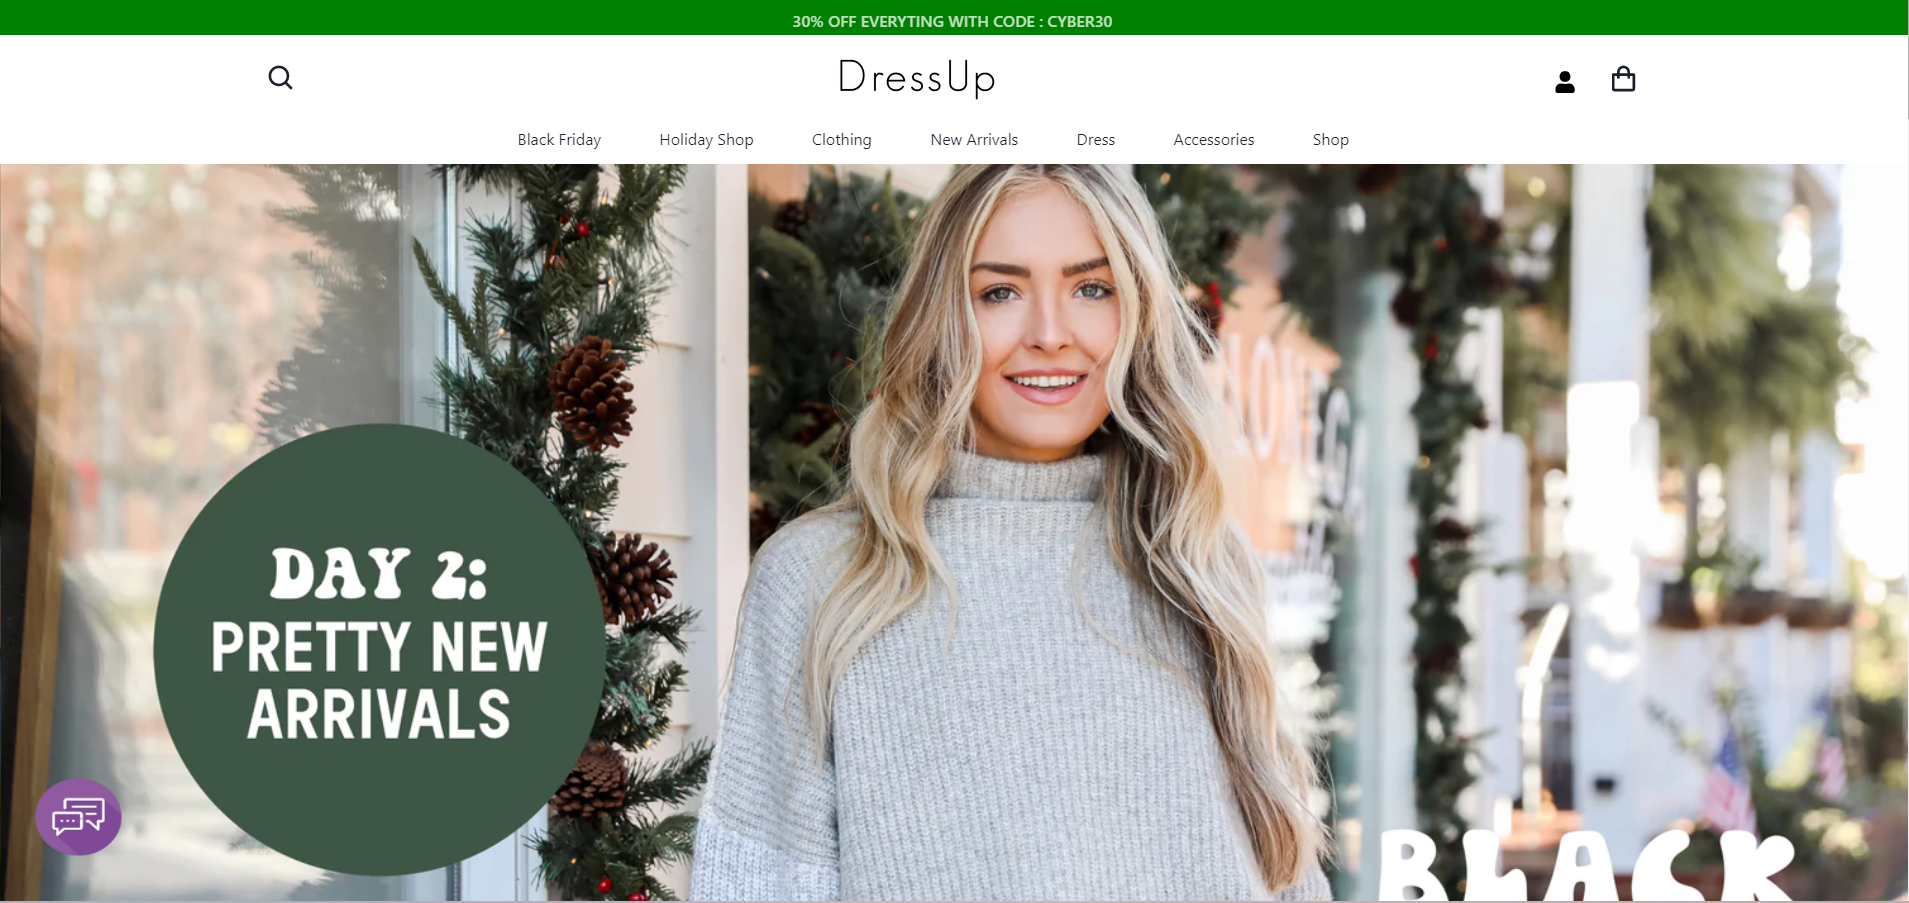 30% OFF EVERYTING WITH CODE : CYBER30
DressUp
Black Friday Holiday Shop Clothing New Arrivals Dress Accessories Shop
DAY 2:
PRETTY NEW
ARRIVALS
BLACK